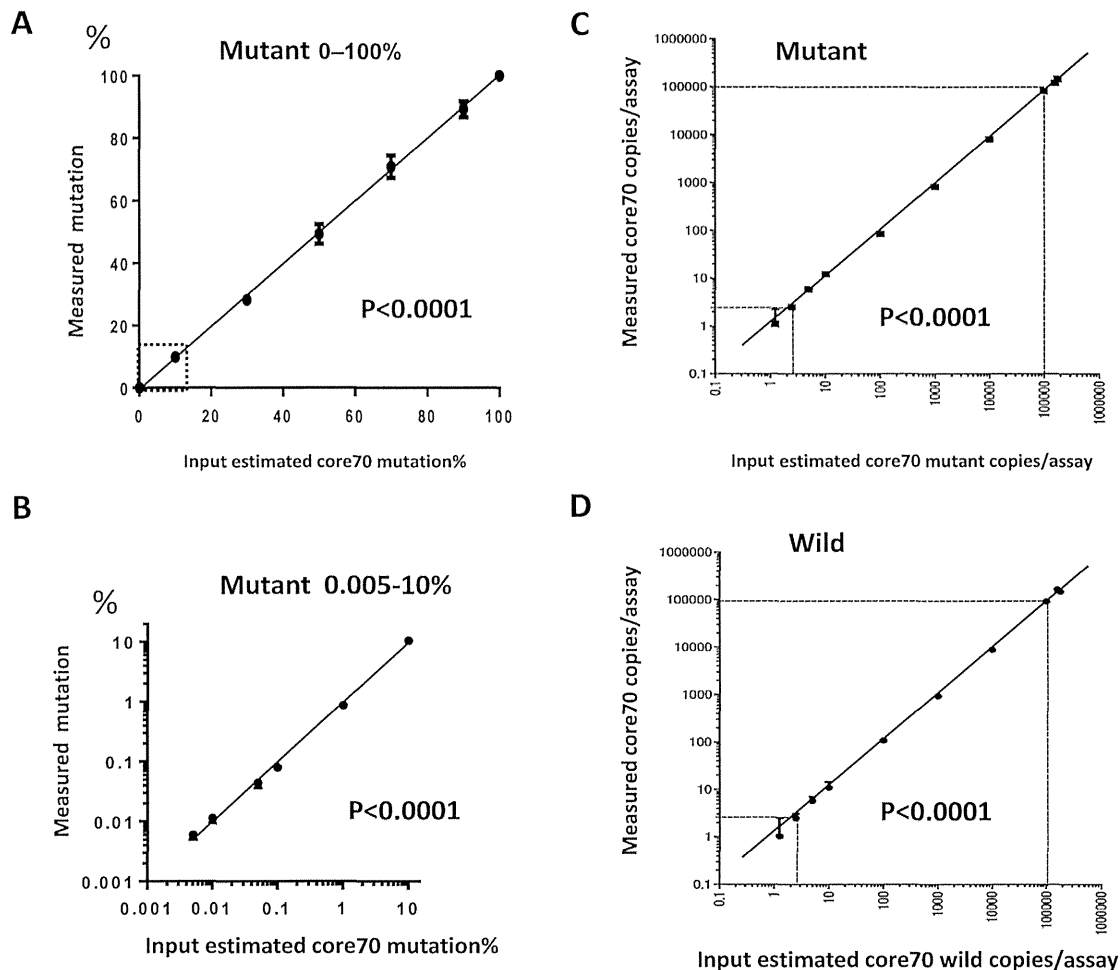 A
%
Mutant 0–100%
Measured mutation
100
80
60
40
20
0
0 20 40 60 80 100
P<0.0001
Input estimated core70 mutation%
B
%
Mutant 0.005-10%
Measured mutation
10
1
0.1
0.01
0.001
0.001 0.01 0.1 1 10
P<0.0001
Input estimated core70 mutation%
C
Mutant
Measured core70 copies/assay
1000000
100000
10000
1000
100
10
1
0.1
0.1 1 10 100 1000 10000 100000 1000000
P<0.0001
Input estimated core70 mutant copies/assay
D
Wild
Measured core70 copies/assay
1000000
100000
10000
1000
100
10
1
0.1
0.1 1 10 100 1000 10000 100000 1000000
P<0.0001
Input estimated core70 wild copies/assay